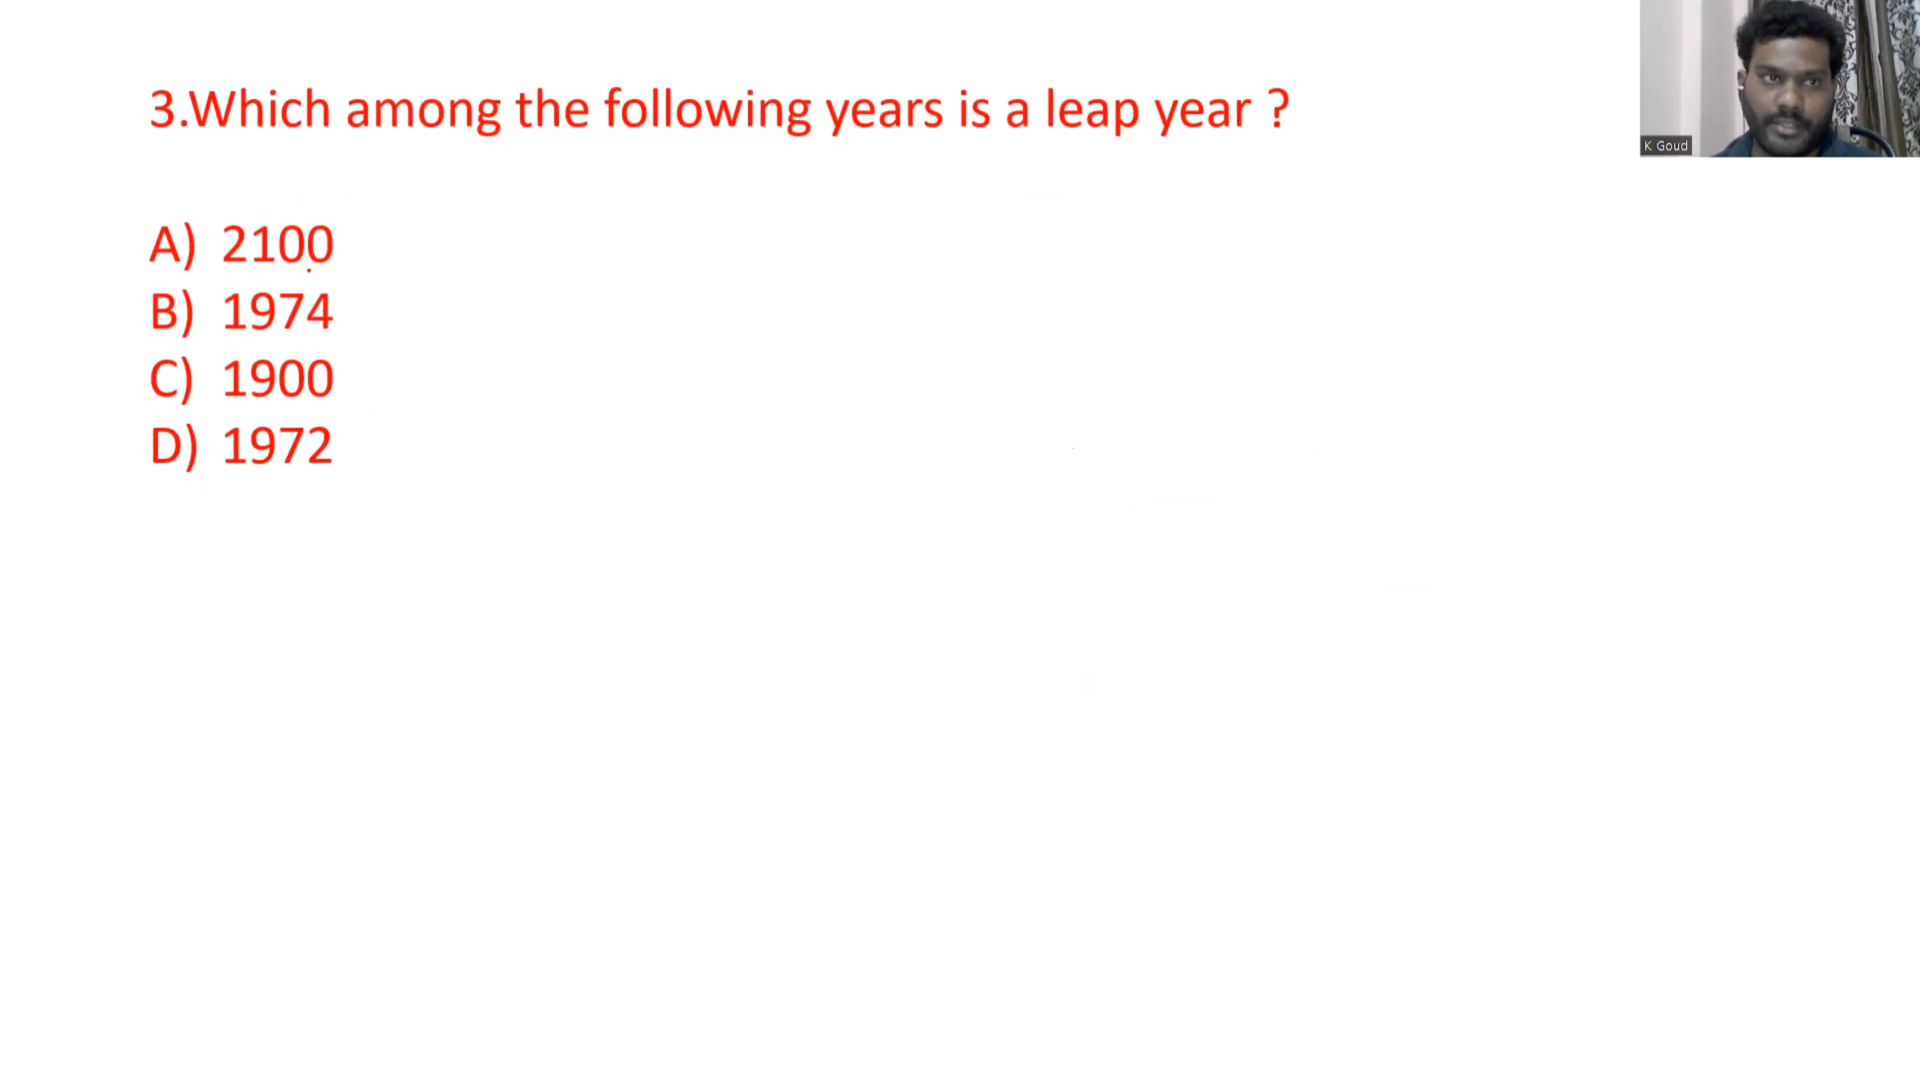 3.Which among the following years is a leap year ?
K Goud
A) 2100
B) 1974
C) 1900
D) 1972